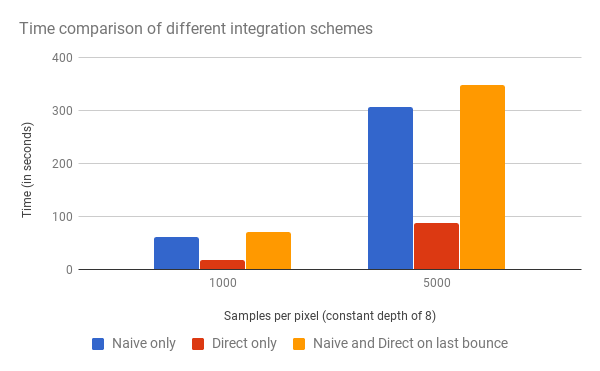 Time comparison of different integration schemes
400
300
200
100
0
Time (in seconds)
1000 5000
Samples per pixel (constant depth of 8)
Naive only Direct only Naive and Direct on last bounce